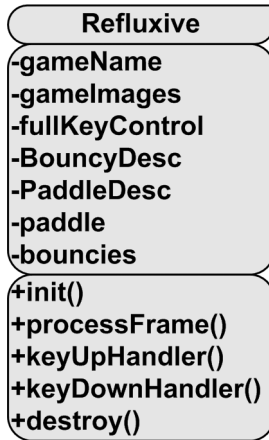 Refluxive
-gameName
-gameImages
-fullKeyControl
-BouncyDesc
-PaddleDesc
-paddle
-bouncies
+init()
+processFrame()
+keyUpHandler()
+keyDownHandler()
+destroy()